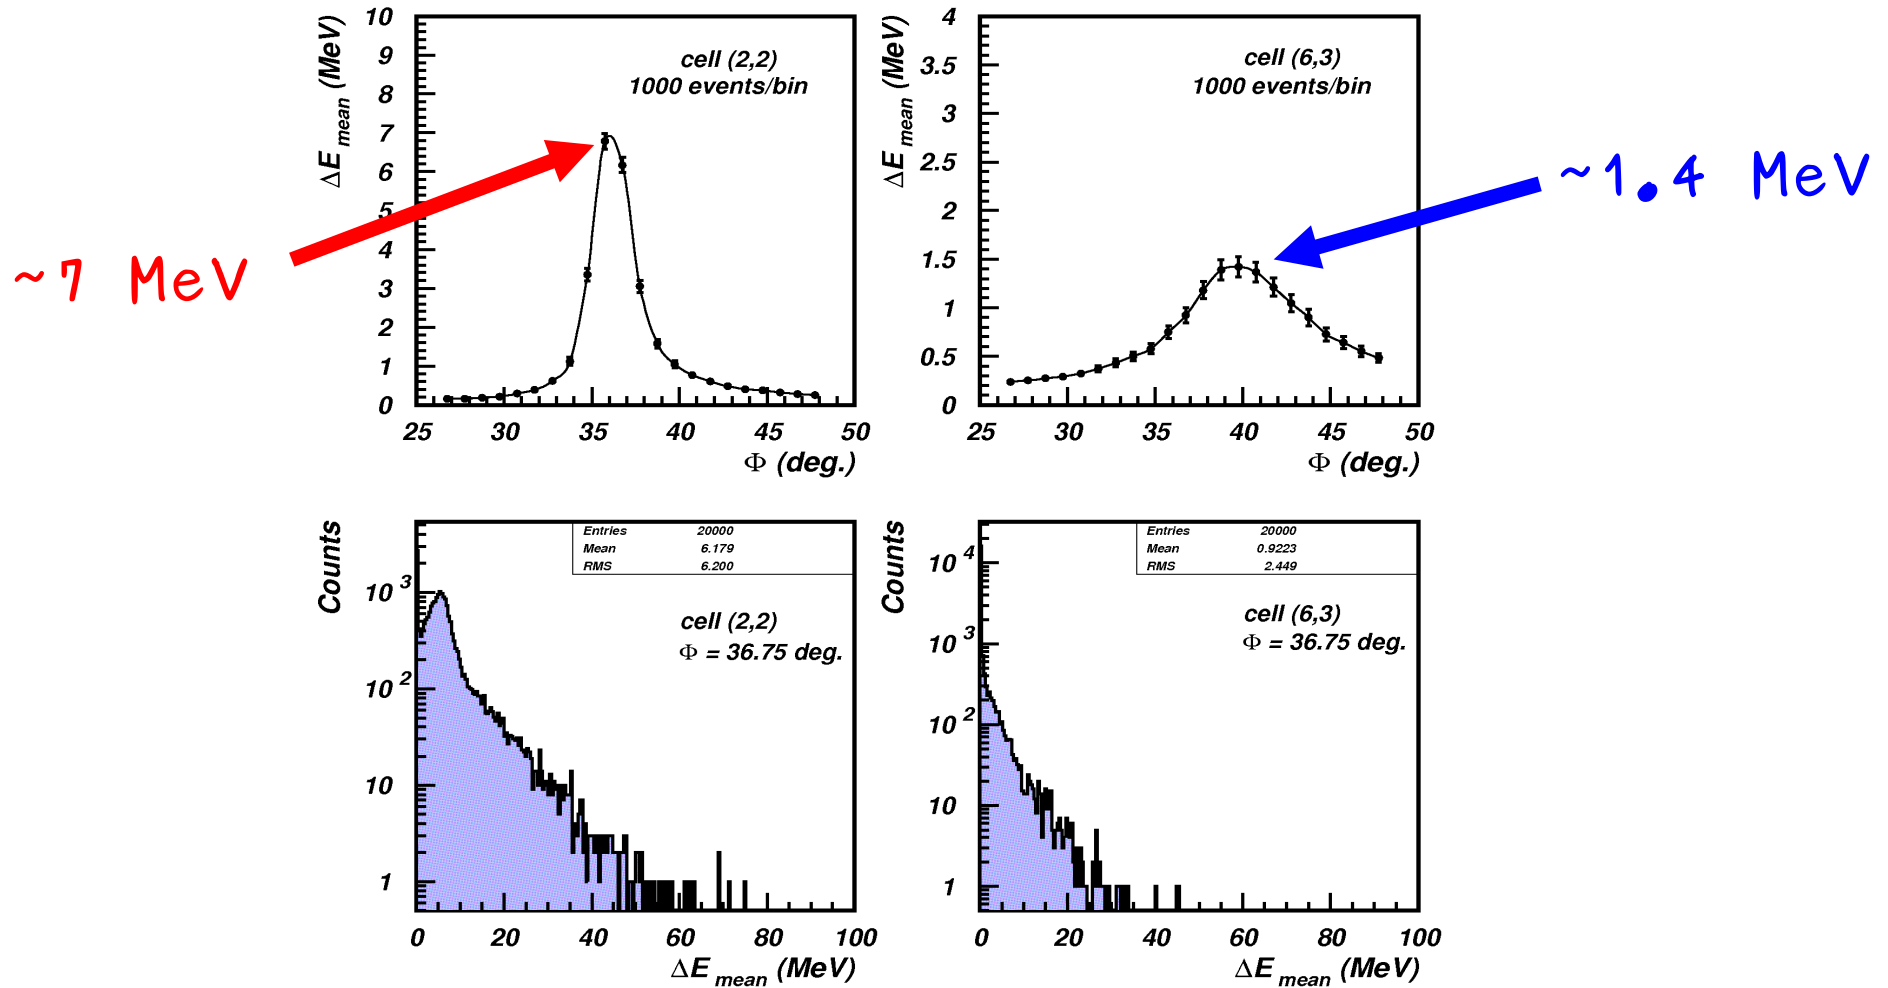 10
9
8
7
6
5
4
3
2
1
0
ΔE mean (MeV)
cell (2,2)
1000 events/bin
25 30 35 40 45 50
Φ (deg.)
~7 MeV
4
3.5
3
2.5
2
1.5
1
0.5
0
ΔE mean (MeV)
cell (6,3)
1000 events/bin
25 30 35 40 45 50
Φ (deg.)
~1.4 MeV
Counts
10 3
10 2
10
1
Entries 20000
Mean 6.179
RMS 6.200
cell (2,2)
Φ = 36.75 deg.
0 20 40 60 80 100
ΔE mean (MeV)
Counts
10 4
10 3
10 2
10
1
Entries 20000
Mean 0.9223
RMS 2.449
cell (6,3)
Φ = 36.75 deg.
0 20 40 60 80 100
ΔE mean (MeV)